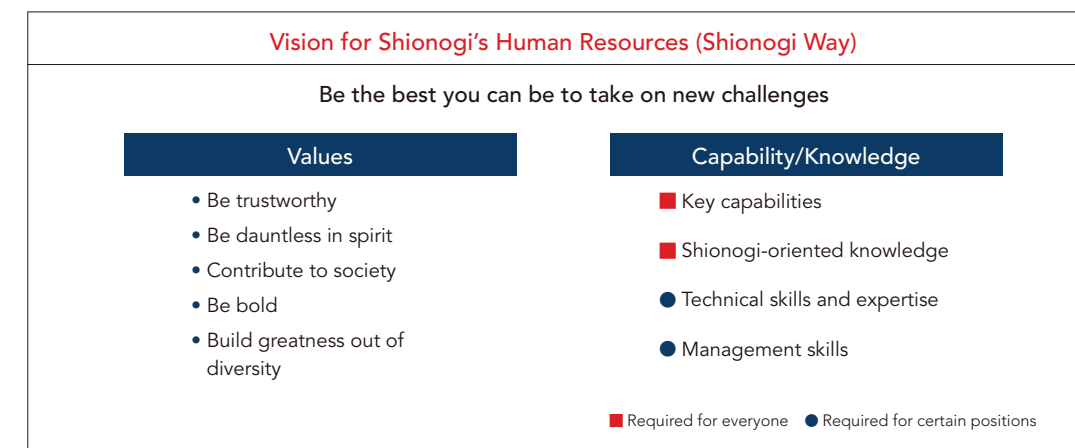 Vision for Shionogi's Human Resources (Shionogi Way)
Be the best you can be to take on new challenges
Values
• Be trustworthy
• Be dauntless in spirit
• Contribute to society
• Be bold
• Build greatness out of
diversity
Capability/Knowledge
■ Key capabilities
■ Shionogi-oriented knowledge
● Technical skills and expertise
● Management skills
■ Required for everyone ● Required for certain positions